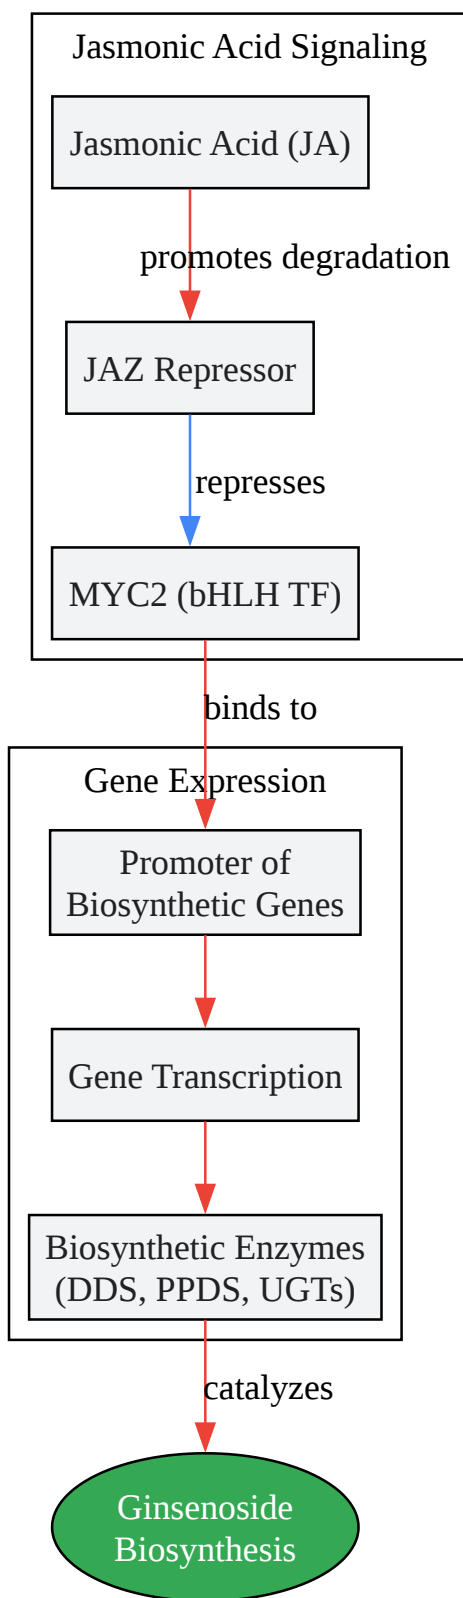 Jasmonic Acid Signaling
Jasmonic Acid (JA)
promotes degradation
JAZ Repressor
represses
MYC2 (bHLH TF)
binds to
Gene Expression
Promoter of
Biosynthetic Genes
Gene Transcription
Biosynthetic Enzymes
(DDS, PPDS, UGTs)
catalyzes
Ginsenoside
Biosynthesis